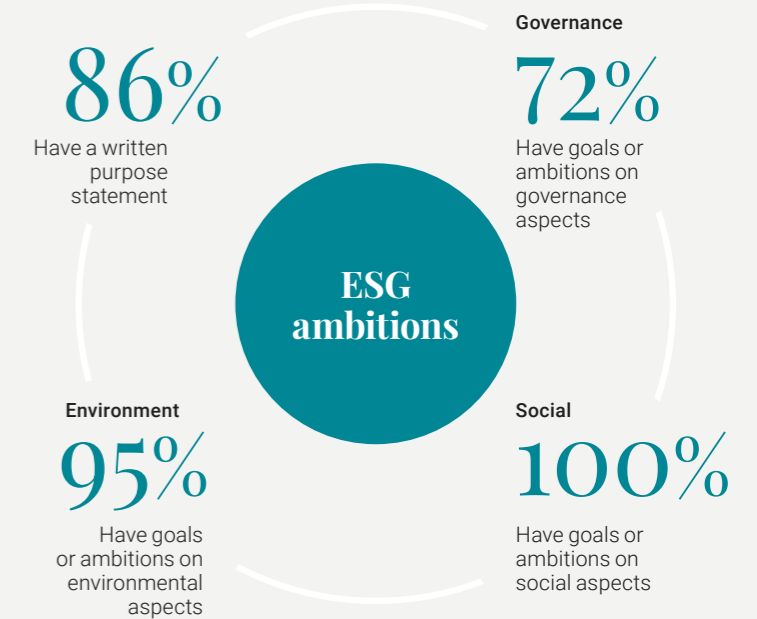 86%
Have a written
purpose
statement
Governance
72%
Have goals or
ambitions on
governance
aspects
ESG
ambitions
Environment
95%
Have goals
or ambitions on
environmental
aspects
Social
100%
Have goals or
ambitions on
social aspects